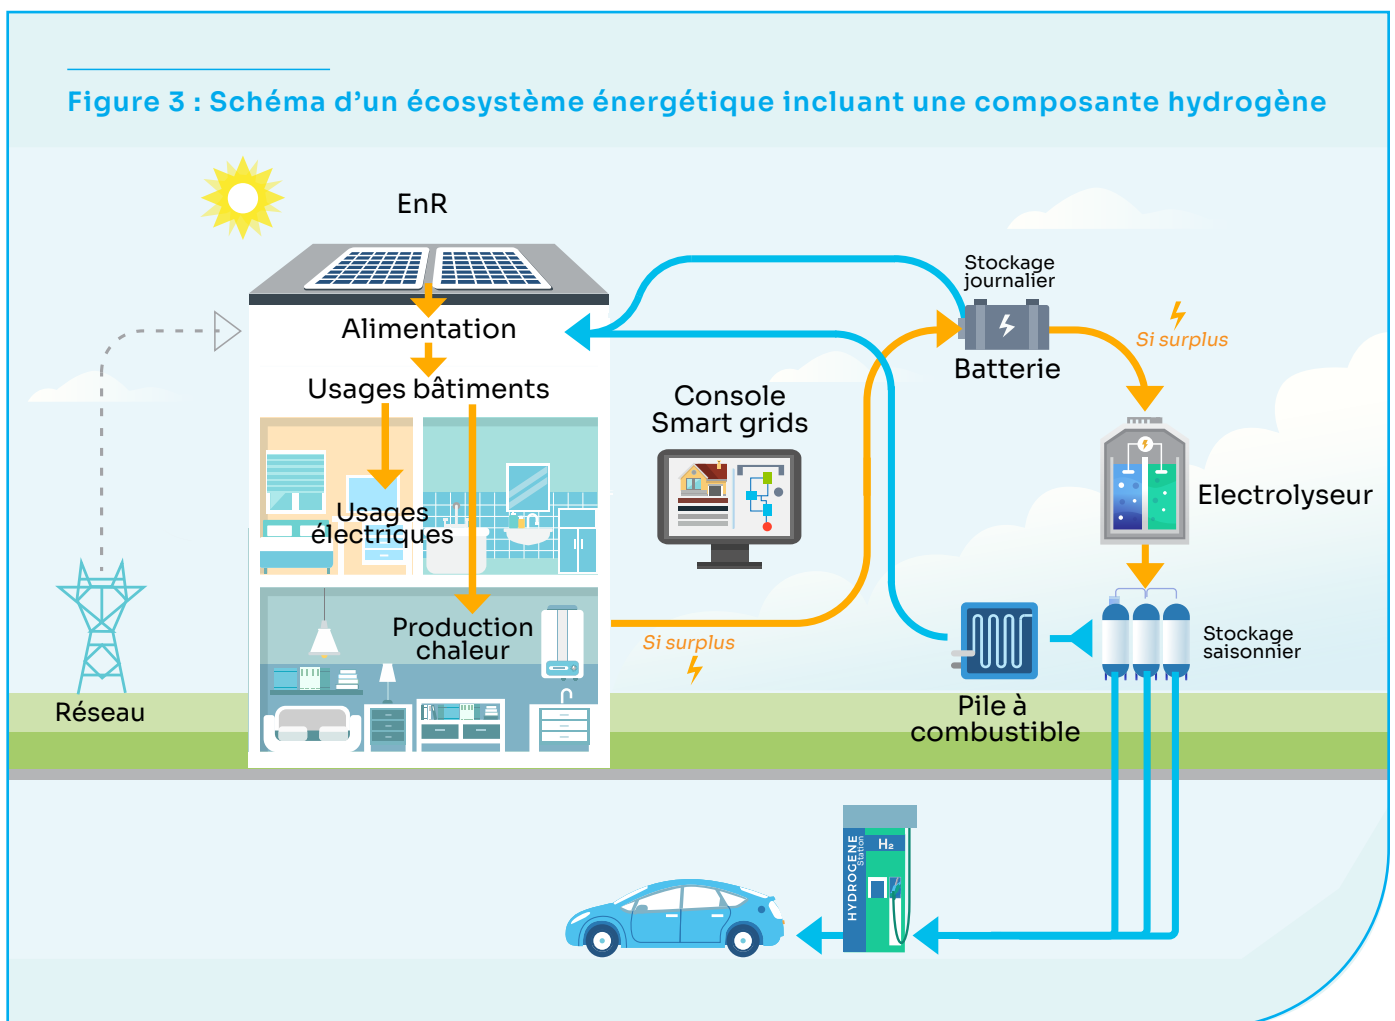 Figure 3 : Schéma d’un écosystème énergétique incluant une composante hydrogène
EnR
Alimentation
Usages bâtiments
Usages
électriques
Production
chaleur
Réseau
Console
Smart grids
Si surplus
Stockage
journalier
Batterie
Si surplus
Electrolyseur
Stockage
saisonnier
Pile à
combustible
HYDROGENE
Station
H₂